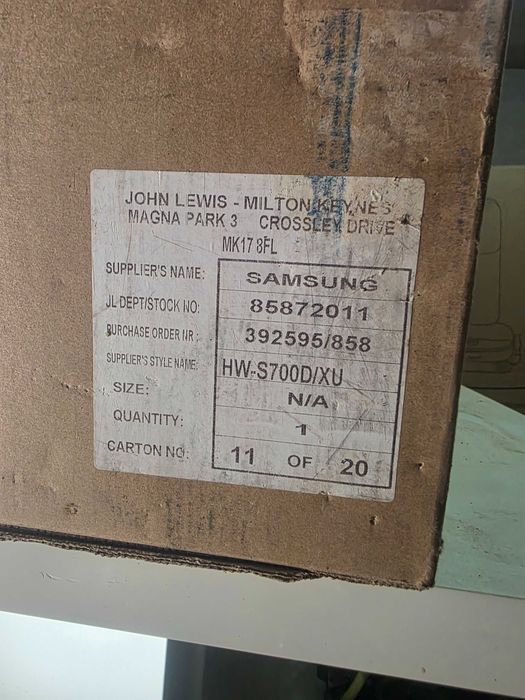 JOHN LEWIS - MILTON KEYNES
MAGNA PARK 3 CROSSLEY DRIVE
MK17 8FL
SUPPLIER'S NAME: SAMSUNG
JL DEPT/STOCK NO: 85872011
PURCHASE ORDER NR: 392595/858
SUPPLIER'S STYLE NAME: HW-S700D/XU
SIZE: N/A
QUANTITY: 1
CARTON NO: 11 OF 20